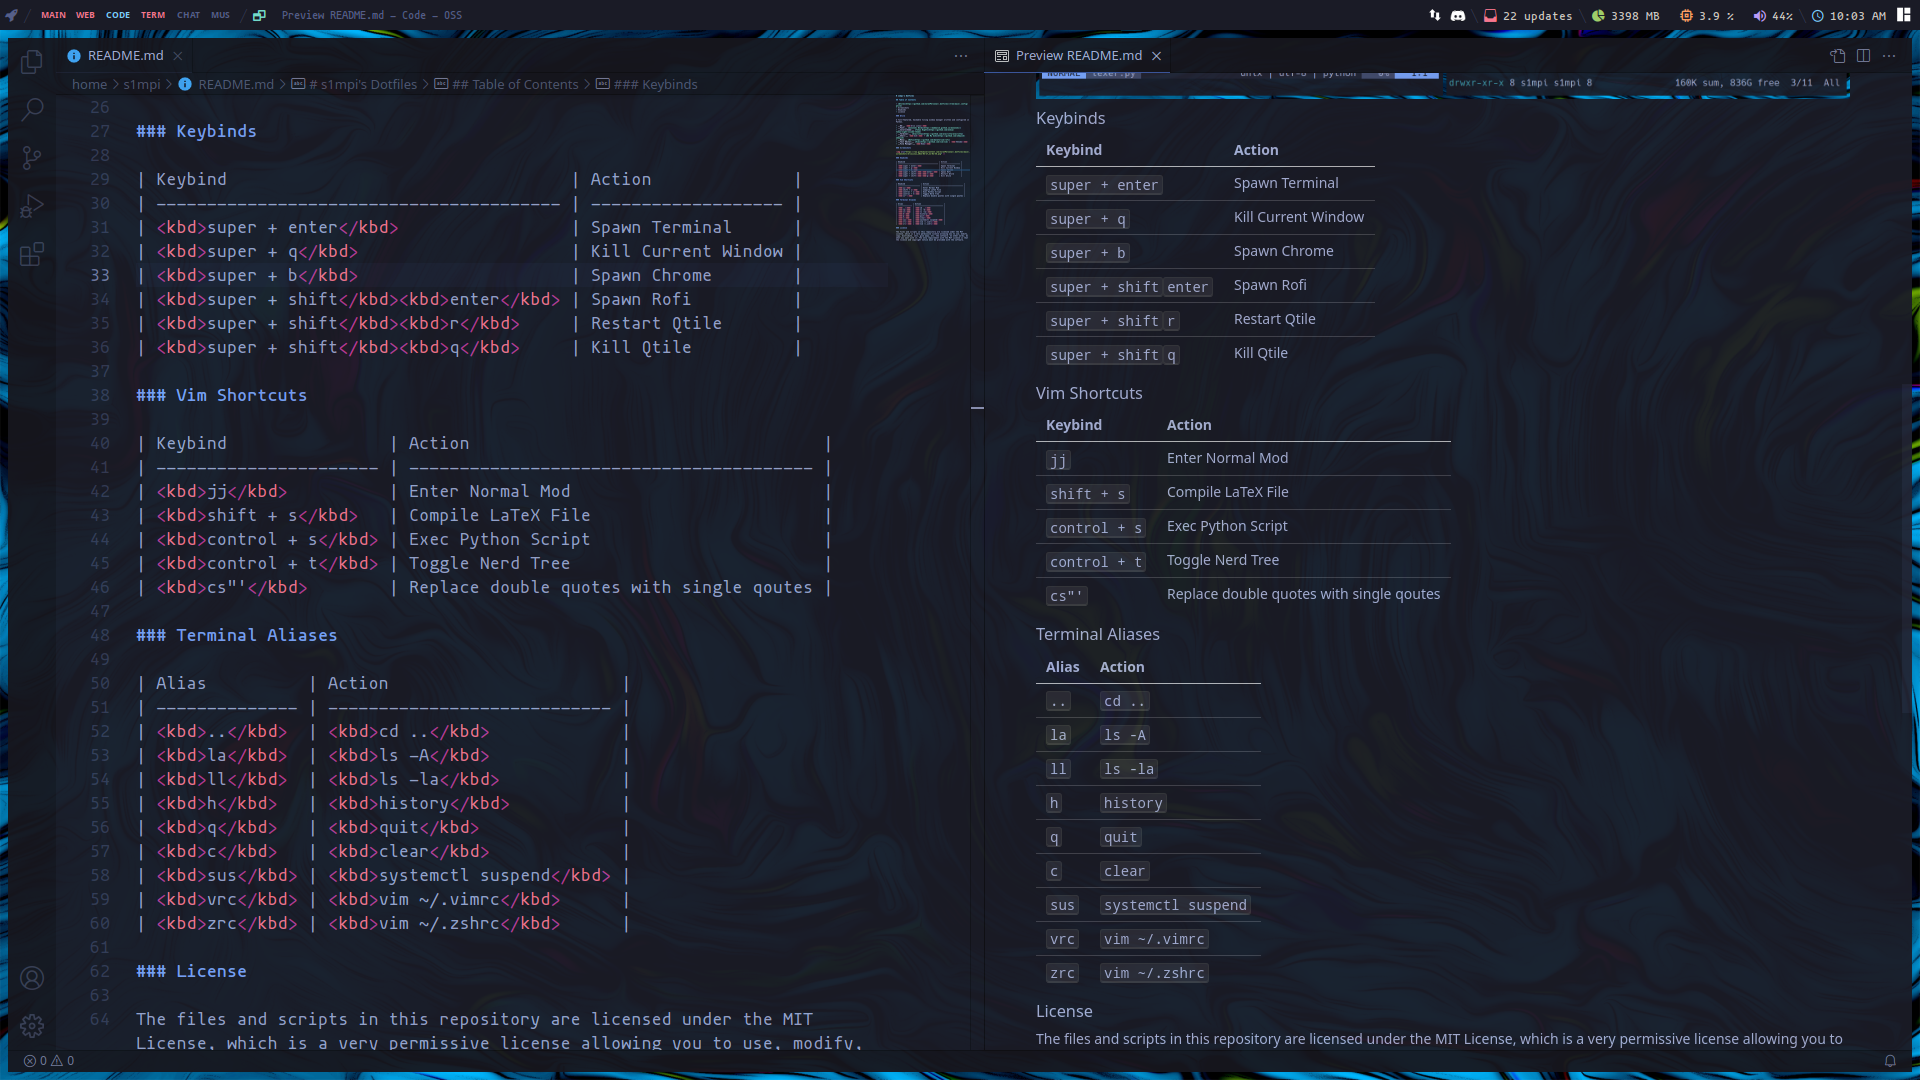 MAIN WEB CODE TERM CHAT MUS Preview README.md - Code - OSS 22 updates 3398 MB 3.9 % 44% 10:03 AM
README.md
home > s1mpi > README.md > # s1mpi's Dotfiles > ## Table of Contents > ### Keybinds
26
27 ### Keybinds
28
29 | Keybind | Action |
30 | ---------------------------------------- | ------------------- |
31 | <kbd>super + enter</kbd> | Spawn Terminal |
32 | <kbd>super + q</kbd> | Kill Current Window |
33 | <kbd>super + b</kbd> | Spawn Chrome |
34 | <kbd>super + shift</kbd><kbd>enter</kbd> | Spawn Rofi |
35 | <kbd>super + shift</kbd><kbd>r</kbd> | Restart Qtile |
36 | <kbd>super + shift</kbd><kbd>q</kbd> | Kill Qtile |
37
38 ### Vim Shortcuts
39
40 | Keybind | Action |
41 | ---------------------- | ---------------------------------------- |
42 | <kbd>jj</kbd> | Enter Normal Mod |
43 | <kbd>shift + s</kbd> | Compile LaTeX File |
44 | <kbd>control + s</kbd> | Exec Python Script |
45 | <kbd>control + t</kbd> | Toggle Nerd Tree |
46 | <kbd>cs"'</kbd> | Replace double quotes with single qoutes |
47
48 ### Terminal Aliases
49
50 | Alias | Action |
51 | -------------- | ---------------------------- |
52 | <kbd>..</kbd> | <kbd>cd ..</kbd> |
53 | <kbd>la</kbd> | <kbd>ls -A</kbd> |
54 | <kbd>ll</kbd> | <kbd>ls -la</kbd> |
55 | <kbd>h</kbd> | <kbd>history</kbd> |
56 | <kbd>q</kbd> | <kbd>quit</kbd> |
57 | <kbd>c</kbd> | <kbd>clear</kbd> |
58 | <kbd>sus</kbd> | <kbd>systemctl suspend</kbd> |
59 | <kbd>vrc</kbd> | <kbd>vim ~/.vimrc</kbd> |
60 | <kbd>zrc</kbd> | <kbd>vim ~/.zshrc</kbd> |
61
62 ### License
63
64 The files and scripts in this repository are licensed under the MIT
License, which is a very permissive license allowing you to use, modify,
0 0
Preview README.md
drwxr-xr-x 8 s1mpi s1mpi 8 160K sum, 836G free 3/11 All
Keybinds
Keybind Action
super + enter Spawn Terminal
super + q Kill Current Window
super + b Spawn Chrome
super + shift enter Spawn Rofi
super + shift r Restart Qtile
super + shift q Kill Qtile
Vim Shortcuts
Keybind Action
jj Enter Normal Mod
shift + s Compile LaTeX File
control + s Exec Python Script
control + t Toggle Nerd Tree
cs"' Replace double quotes with single qoutes
Terminal Aliases
Alias Action
.. cd ..
la ls -A
ll ls -la
h history
q quit
c clear
sus systemctl suspend
vrc vim ~/.vimrc
zrc vim ~/.zshrc
License
The files and scripts in this repository are licensed under the MIT License, which is a very permissive license allowing you to